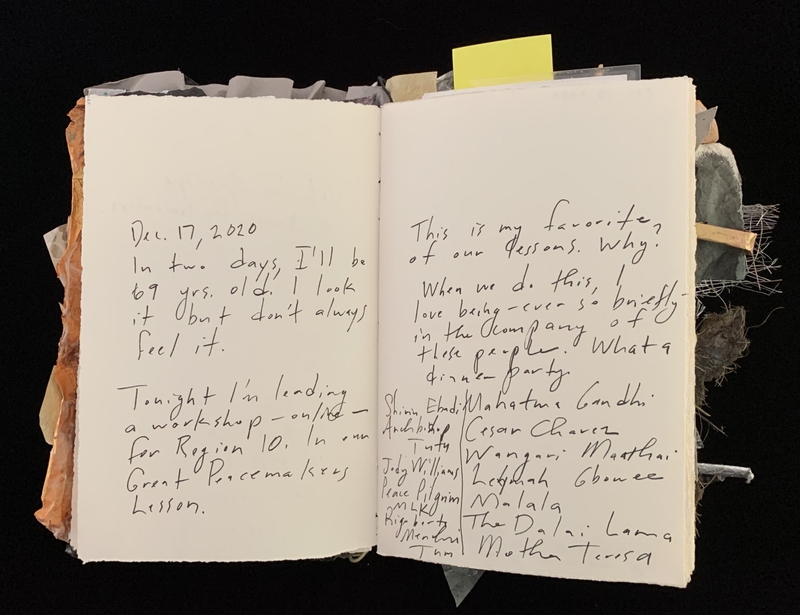 Dec. 17, 2020
In two days, I'll be
69 yrs. old. I look
it but don't always
feel it.
Tonight I'm leading
a workshop – online –
for Region 10. In our
Great Peacemakers
Lesson.
This is my favorite,
of our lessons. Why?
When we do this, I
love being – ever so briefly –
in the company of
these people. What a
dinner party.
Shirin Ebadi
Archbishop
Tutu
Jody Williams
Peace Pilgrim
MLK
Rigoberta
Menchu
Tum
Mahatma Gandhi
Cesar Chavez
Wangari Maathai
Leymah Gbowee
Malala
The Dalai Lama
Mother Teresa